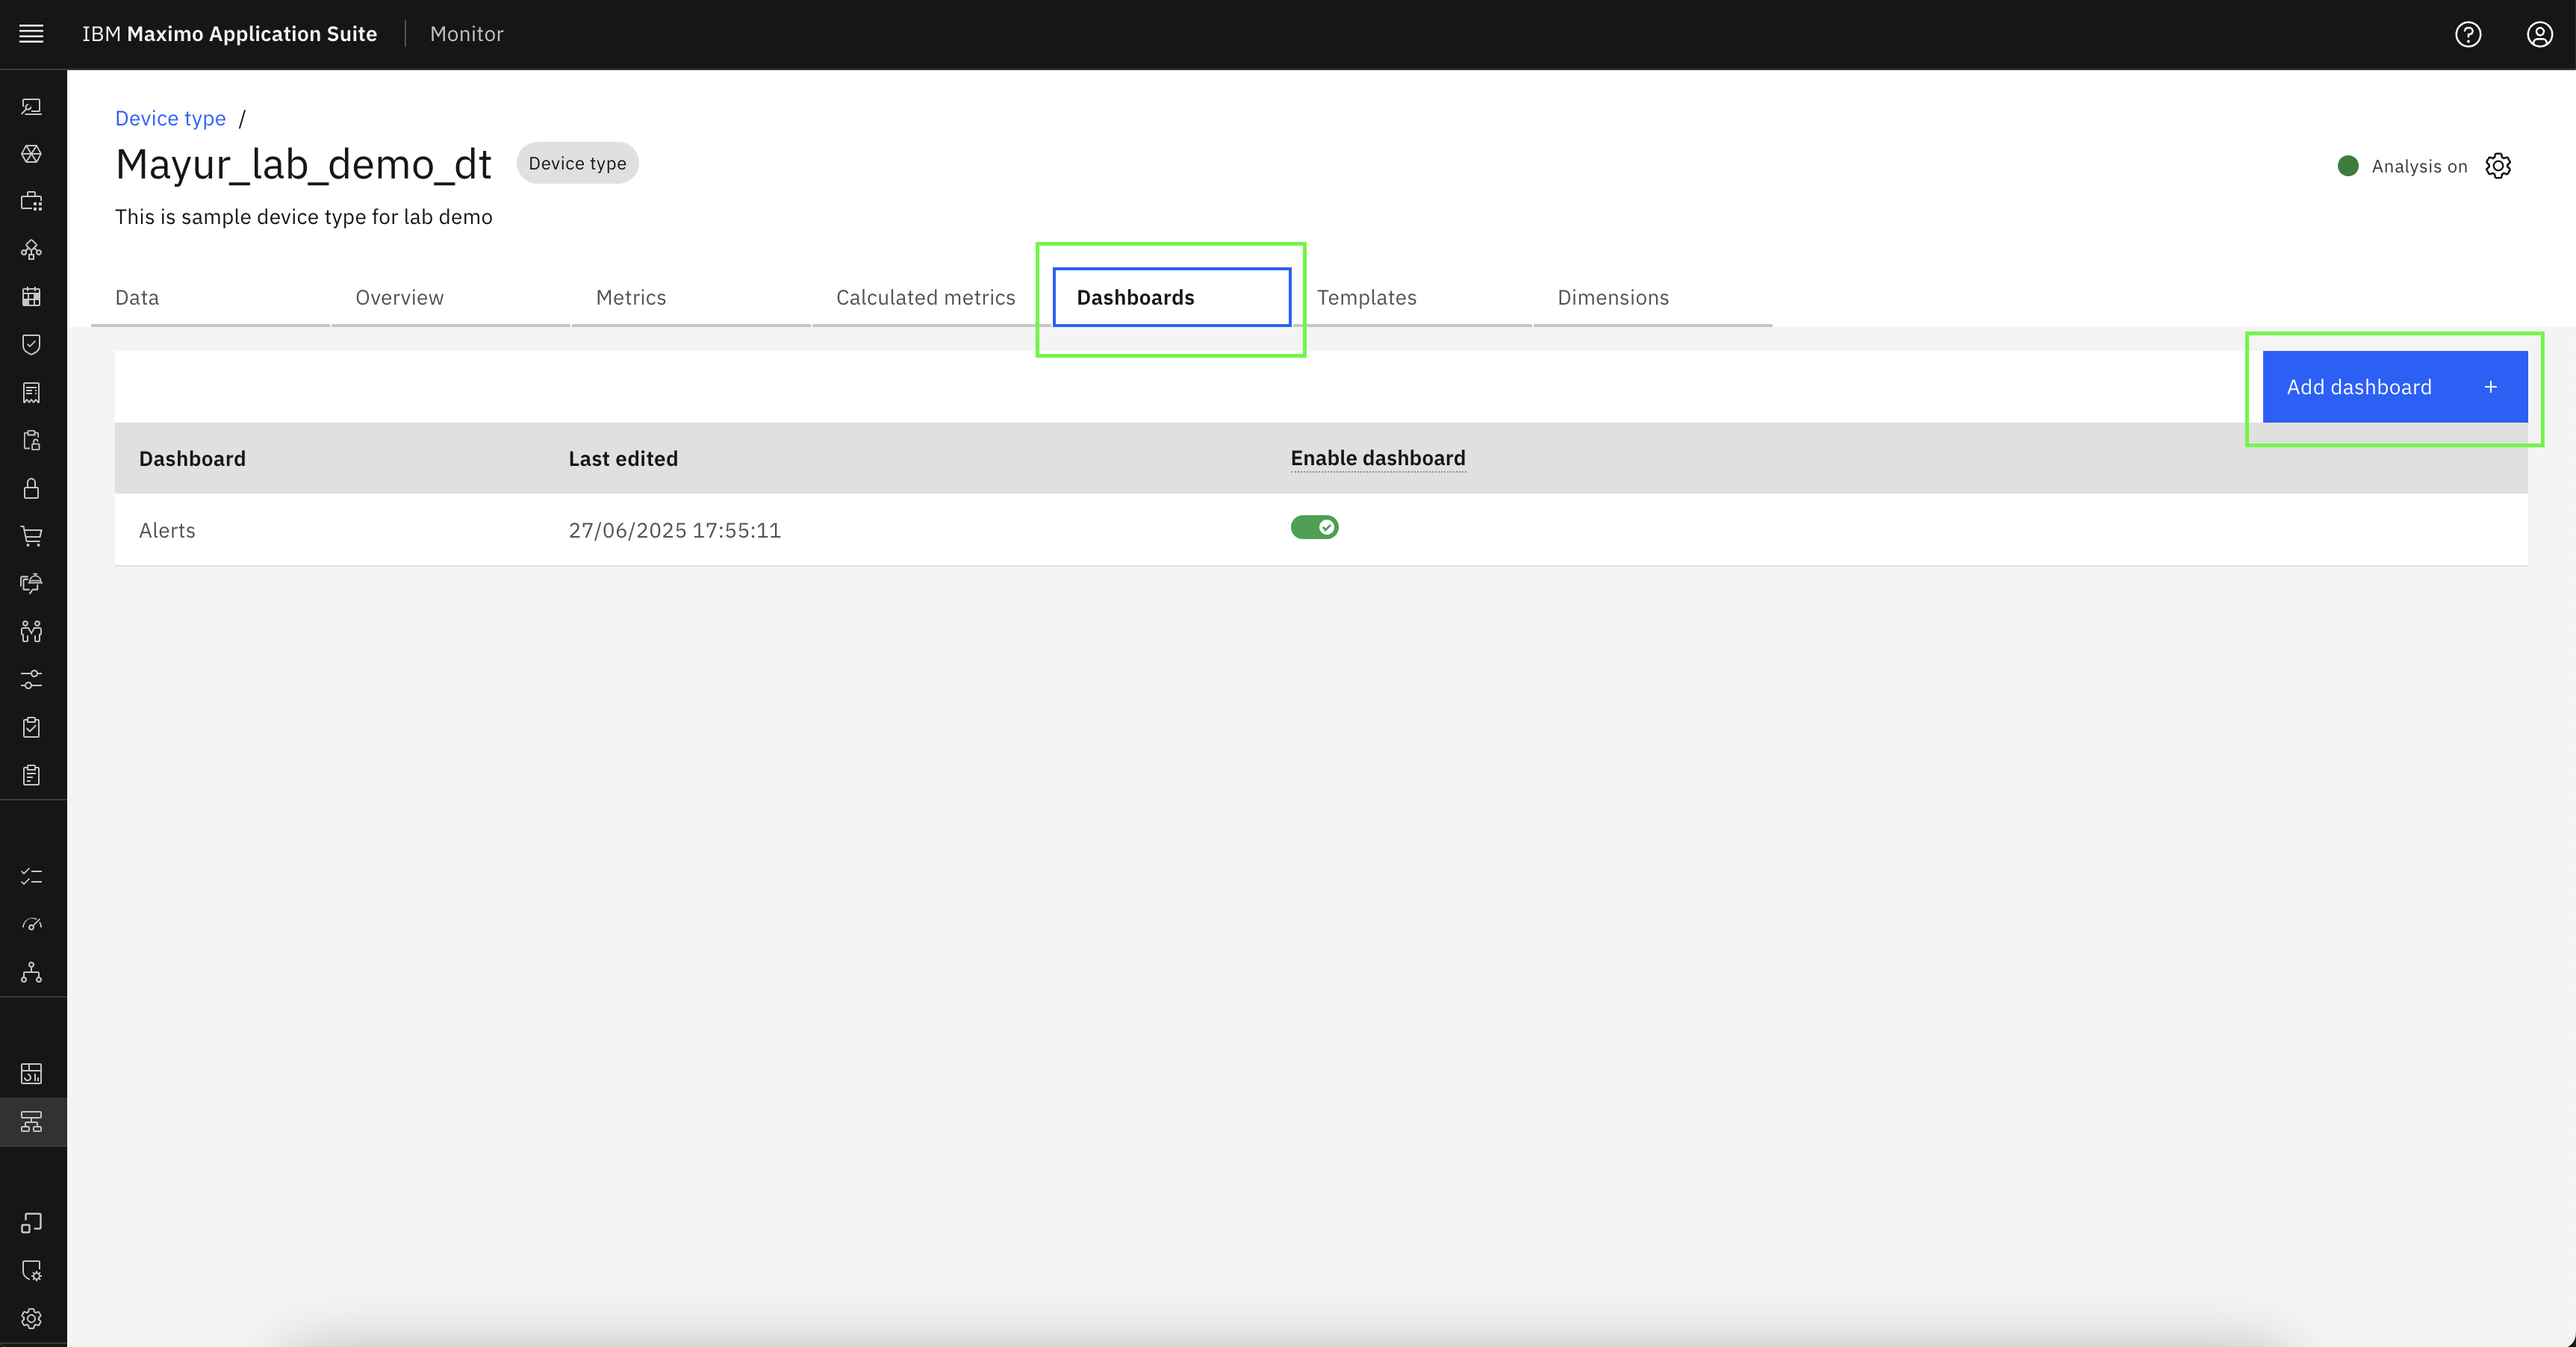 IBM Maximo Application Suite Monitor
Device type /
Mayur_lab_demo_dt Device type
Analysis on
This is sample device type for lab demo
Data Overview Metrics Calculated metrics Dashboards Templates Dimensions
Add dashboard +
Dashboard Last edited Enable dashboard
Alerts 27/06/2025 17:55:11